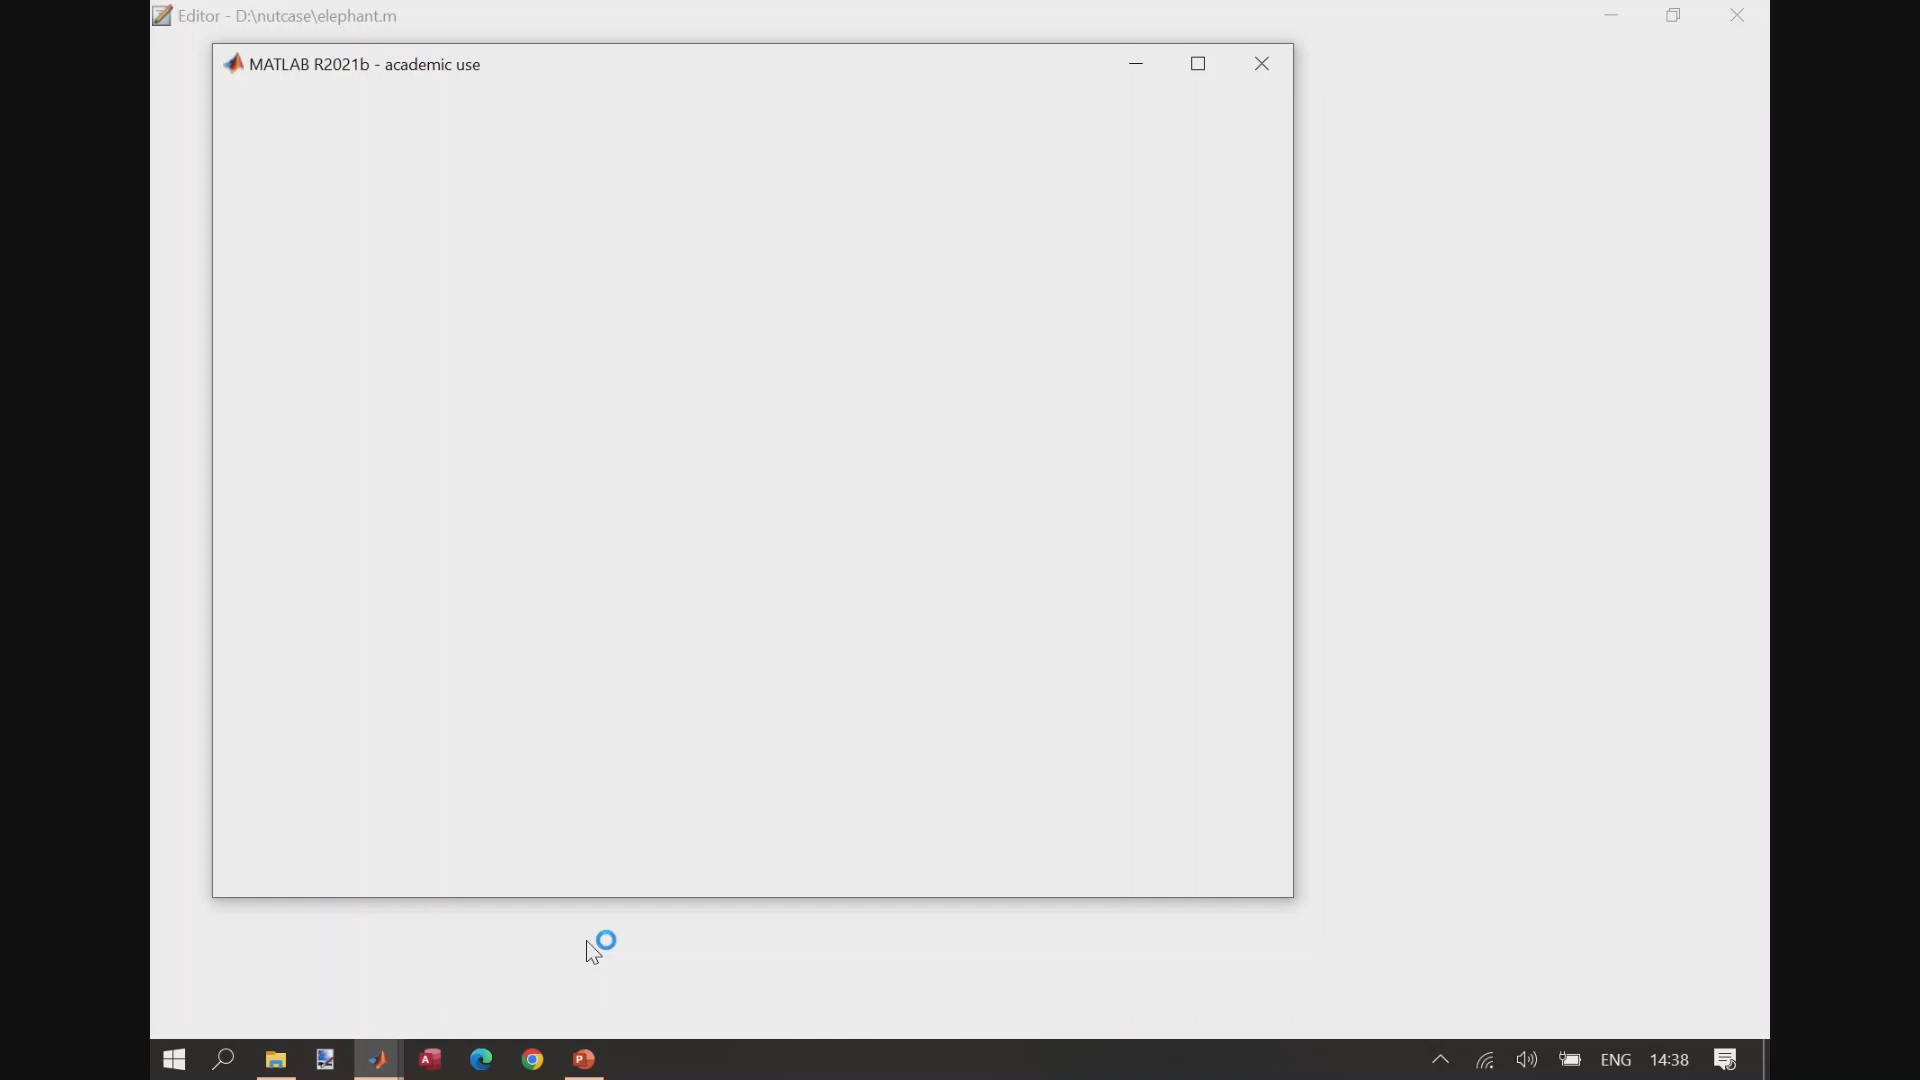 Editor - D:\nutcase\elephant.m
MATLAB R2021b - academic use
ENG 14:38